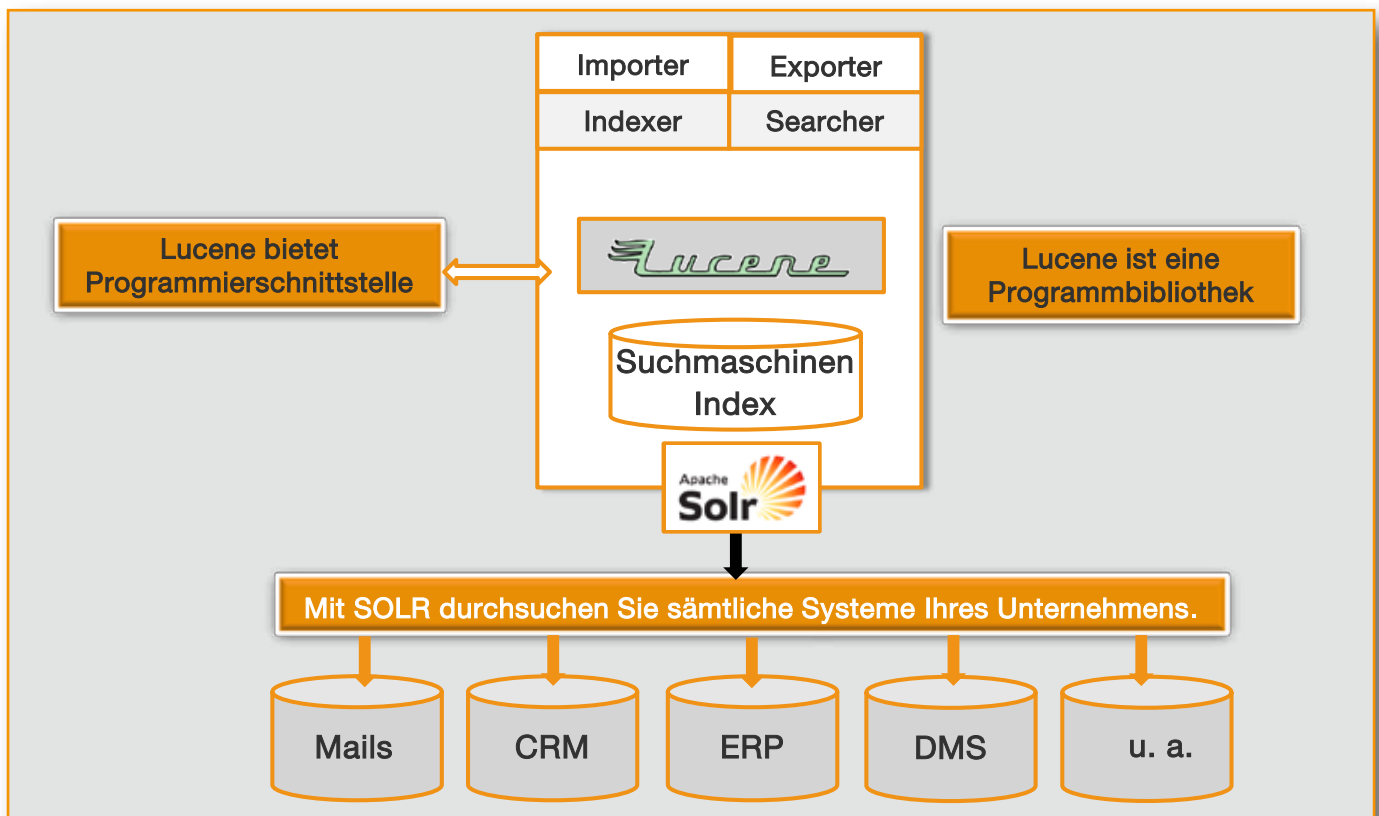 Importer
Exporter
Indexer
Searcher
Lucene bietet
Programmierschnittstelle
Lucene
Lucene ist eine
Programmbibliothek
Suchmaschinen
Index
Apache
Solr
Mit SOLR durchsuchen Sie sämtliche Systeme Ihres Unternehmens.
Mails
CRM
ERP
DMS
u. a.